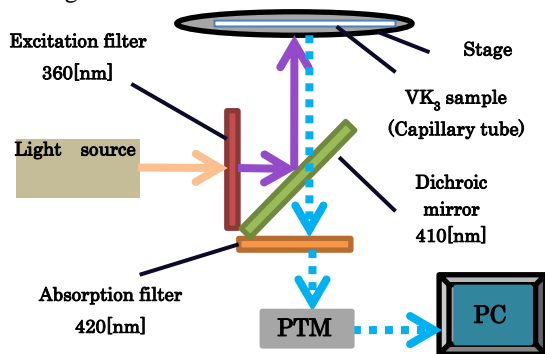 Excitation filter
360[nm]
Stage
VK3 sample
(Capillary tube)
Light source
Dichroic
mirror
410[nm]
Absorption filter
420[nm]
PTM
PC